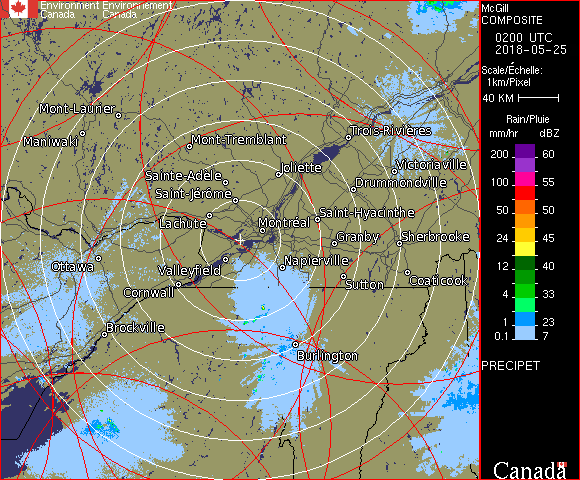 Environment Environnement
Canada Canada
McGill
COMPOSITE
0200 UTC
2018-05-25
Scale/Échelle:
1km/Pixel
40 KM
Rain/Pluie
mm/hr dBZ
200 60
100 55
50 50
24 45
12 40
4 33
1 23
0.1 7
PRECIPET
Canada
Mont-Laurier
Maniwaki
Mont-Tremblant
Trois-Rivières
Joliette
Victoriaville
Sainte-Adèle
Drummondville
Saint-Jérôme
Saint-Hyacinthe
Lachute
Montréal
Granby
Sherbrooke
Ottawa
Valleyfield
Napierville
Cornwall
Sutton
Coaticook
Brockville
Burlington